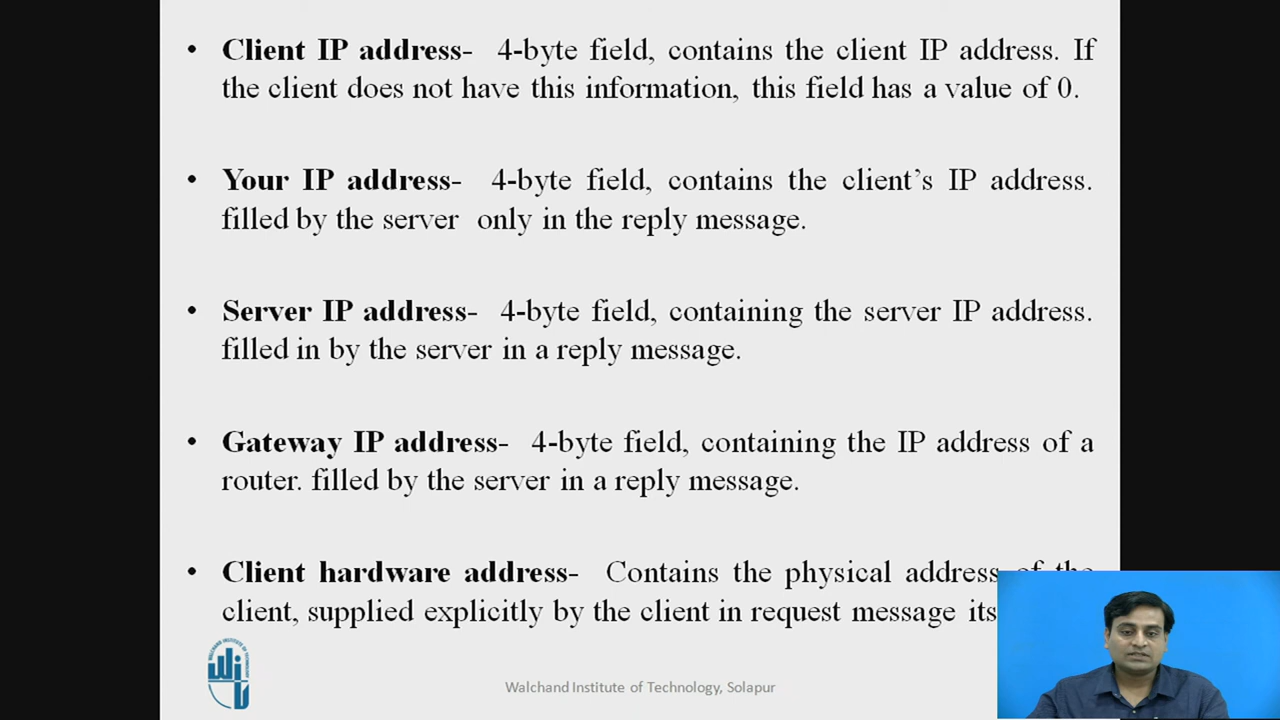 • Client IP address- 4-byte field, contains the client IP address. If
the client does not have this information, this field has a value of 0.
• Your IP address- 4-byte field, contains the client’s IP address.
filled by the server only in the reply message.
• Server IP address- 4-byte field, containing the server IP address.
filled in by the server in a reply message.
• Gateway IP address- 4-byte field, containing the IP address of a
router. filled by the server in a reply message.
• Client hardware address- Contains the physical address of the
client, supplied explicitly by the client in request message its
WALCHAND INSTITUTE OF TECHNOLOGY
Walchand Institute of Technology, Solapur